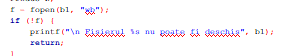 f = fopen(b1, "wb");
if (!f) {
printf("\n Fisierul %s nu poate fi deschis", b1);
return;